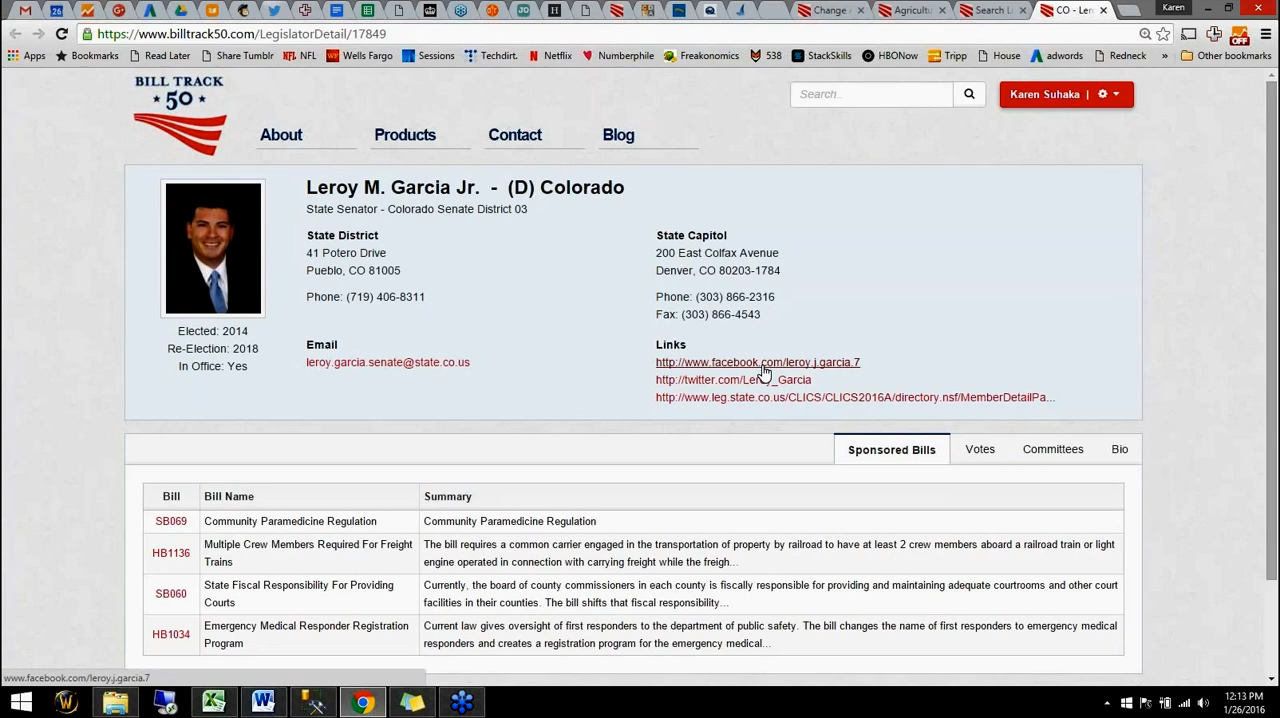 Change
Agricultu
Search L
CO - Ler
Karen
https://www.billtrack50.com/LegislatorDetail/17849
Apps
Bookmarks
Read Later
Share Tumblr
NFL
Wells Fargo
Sessions
Techdirt.
Netflix
Numberphile
Freakonomics
538
StackSkills
HBONow
Tripp
House
adwords
Redneck
»
Other bookmarks
BILL TRACK
50
Search...
Karen Suhaka |
About
Products
Contact
Blog
Leroy M. Garcia Jr. - (D) Colorado
State Senator - Colorado Senate District 03
State District
41 Potero Drive
Pueblo, CO 81005
Phone: (719) 406-8311
State Capitol
200 East Colfax Avenue
Denver, CO 80203-1784
Phone: (303) 866-2316
Fax: (303) 866-4543
Elected: 2014
Re-Election: 2018
In Office: Yes
Email
leroy.garcia.senate@state.co.us
Links
http://www.facebook.com/leroy.j.garcia.7
http://twitter.com/Leroy_Garcia
http://www.leg.state.co.us/CLICS/CLICS2016A/directory.nsf/MemberDetailPa...
Sponsored Bills
Votes
Committees
Bio
Bill
Bill Name
Summary
SB069
Community Paramedicine Regulation
Community Paramedicine Regulation
HB1136
Multiple Crew Members Required For Freight
Trains
The bill requires a common carrier engaged in the transportation of property by railroad to have at least 2 crew members aboard a railroad train or light
engine operated in connection with carrying freight while the freigh...
SB060
State Fiscal Responsibility For Providing
Courts
Currently, the board of county commissioners in each county is fiscally responsible for providing and maintaining adequate courtrooms and other court
facilities in their counties. The bill shifts that fiscal responsibility...
HB1034
Emergency Medical Responder Registration
Program
Current law gives oversight of first responders to the department of public safety. The bill changes the name of first responders to emergency medical
responders and creates a registration program for the emergency medical...
www.facebook.com/leroy.j.garcia.7
12:13 PM
1/26/2016